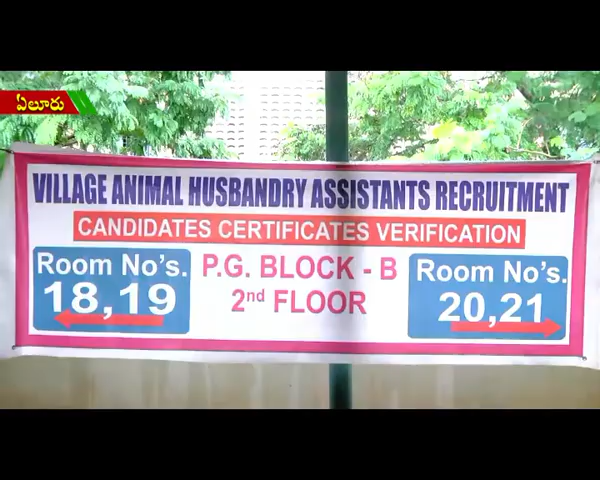 ఏలూరు
VILLAGE ANIMAL HUSBANDRY ASSISTANTS RECRUITMENT
CANDIDATES CERTIFICATES VERIFICATION
Room No's.
18,19
P.G. BLOCK - B
2nd FLOOR
Room No's.
20,21